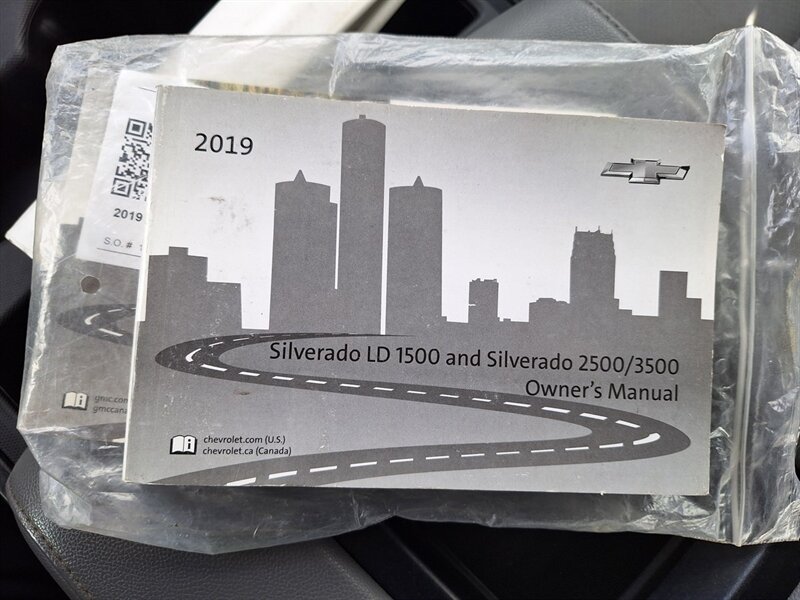 2019
Silverado LD 1500 and Silverado 2500/3500
Owner's Manual
chevrolet.com (U.S.)
chevrolet.ca (Canada)
2019
S.O. #
gmc.com
gmccana